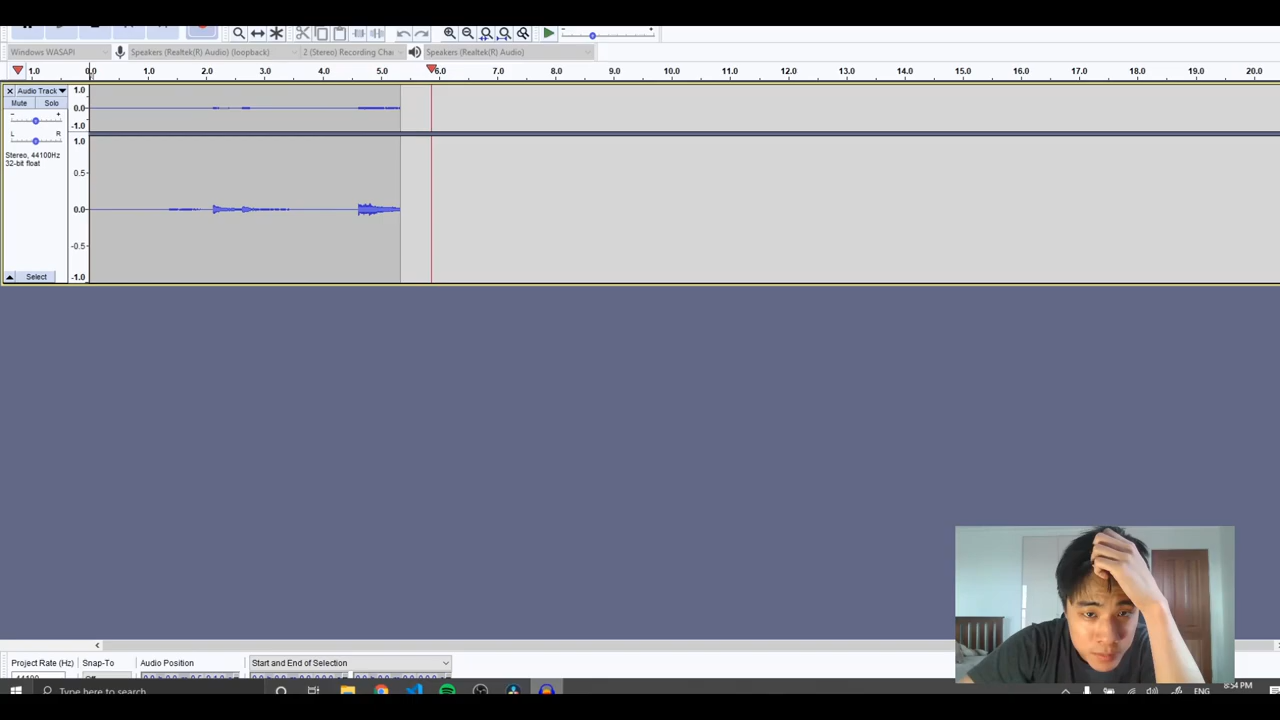 Windows WASAPI Speakers (Realtek(R) Audio) (loopback) 2 (Stereo) Recording Chan Speakers (Realtek(R) Audio)
1.0 0.0 1.0 2.0 3.0 4.0 5.0 6.0 7.0 8.0 9.0 10.0 11.0 12.0 13.0 14.0 15.0 16.0 17.0 18.0 19.0 20.0
Audio Track 1.0
Mute Solo 0.0
- + -1.0
L R 1.0
Stereo, 44100Hz
32-bit float
0.5
0.0
-0.5
Select -1.0
Project Rate (Hz) Snap-To Audio Position Start and End of Selection
44100 Off
Type here to search ENG 8:54 PM